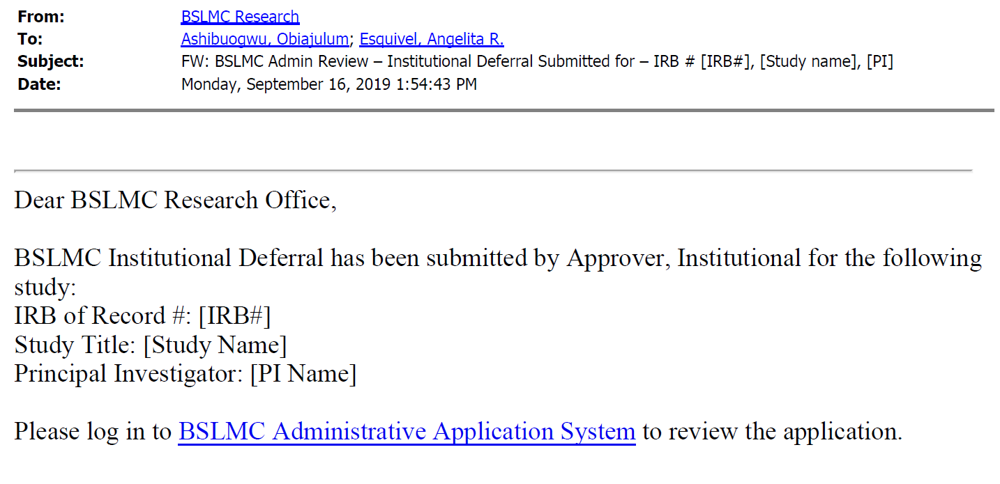 From: BSLMC Research
To: Ashibuogwu, Obiajulum; Esquivel, Angelita R.
Subject: FW: BSLMC Admin Review – Institutional Deferral Submitted for – IRB # [IRB#], [Study name], [PI]
Date: Monday, September 16, 2019 1:54:43 PM
Dear BSLMC Research Office,
BSLMC Institutional Deferral has been submitted by Approver, Institutional for the following
study:
IRB of Record #: [IRB#]
Study Title: [Study Name]
Principal Investigator: [PI Name]
Please log in to BSLMC Administrative Application System to review the application.